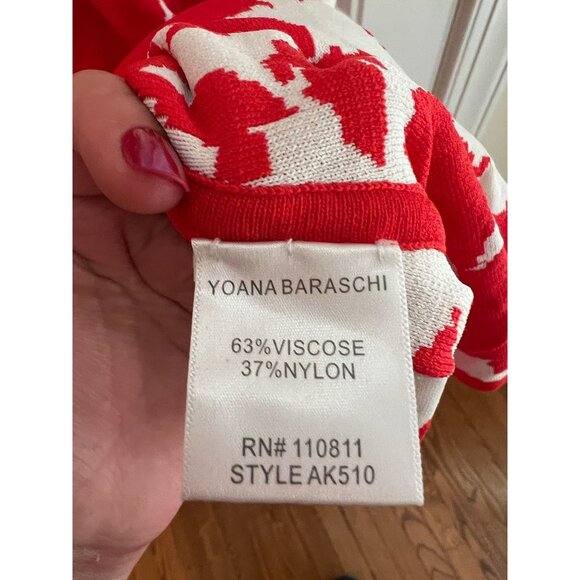 YOANA BARASCHI
63%VISCOSE
37%NYLON
RN# 110811
STYLE AK510